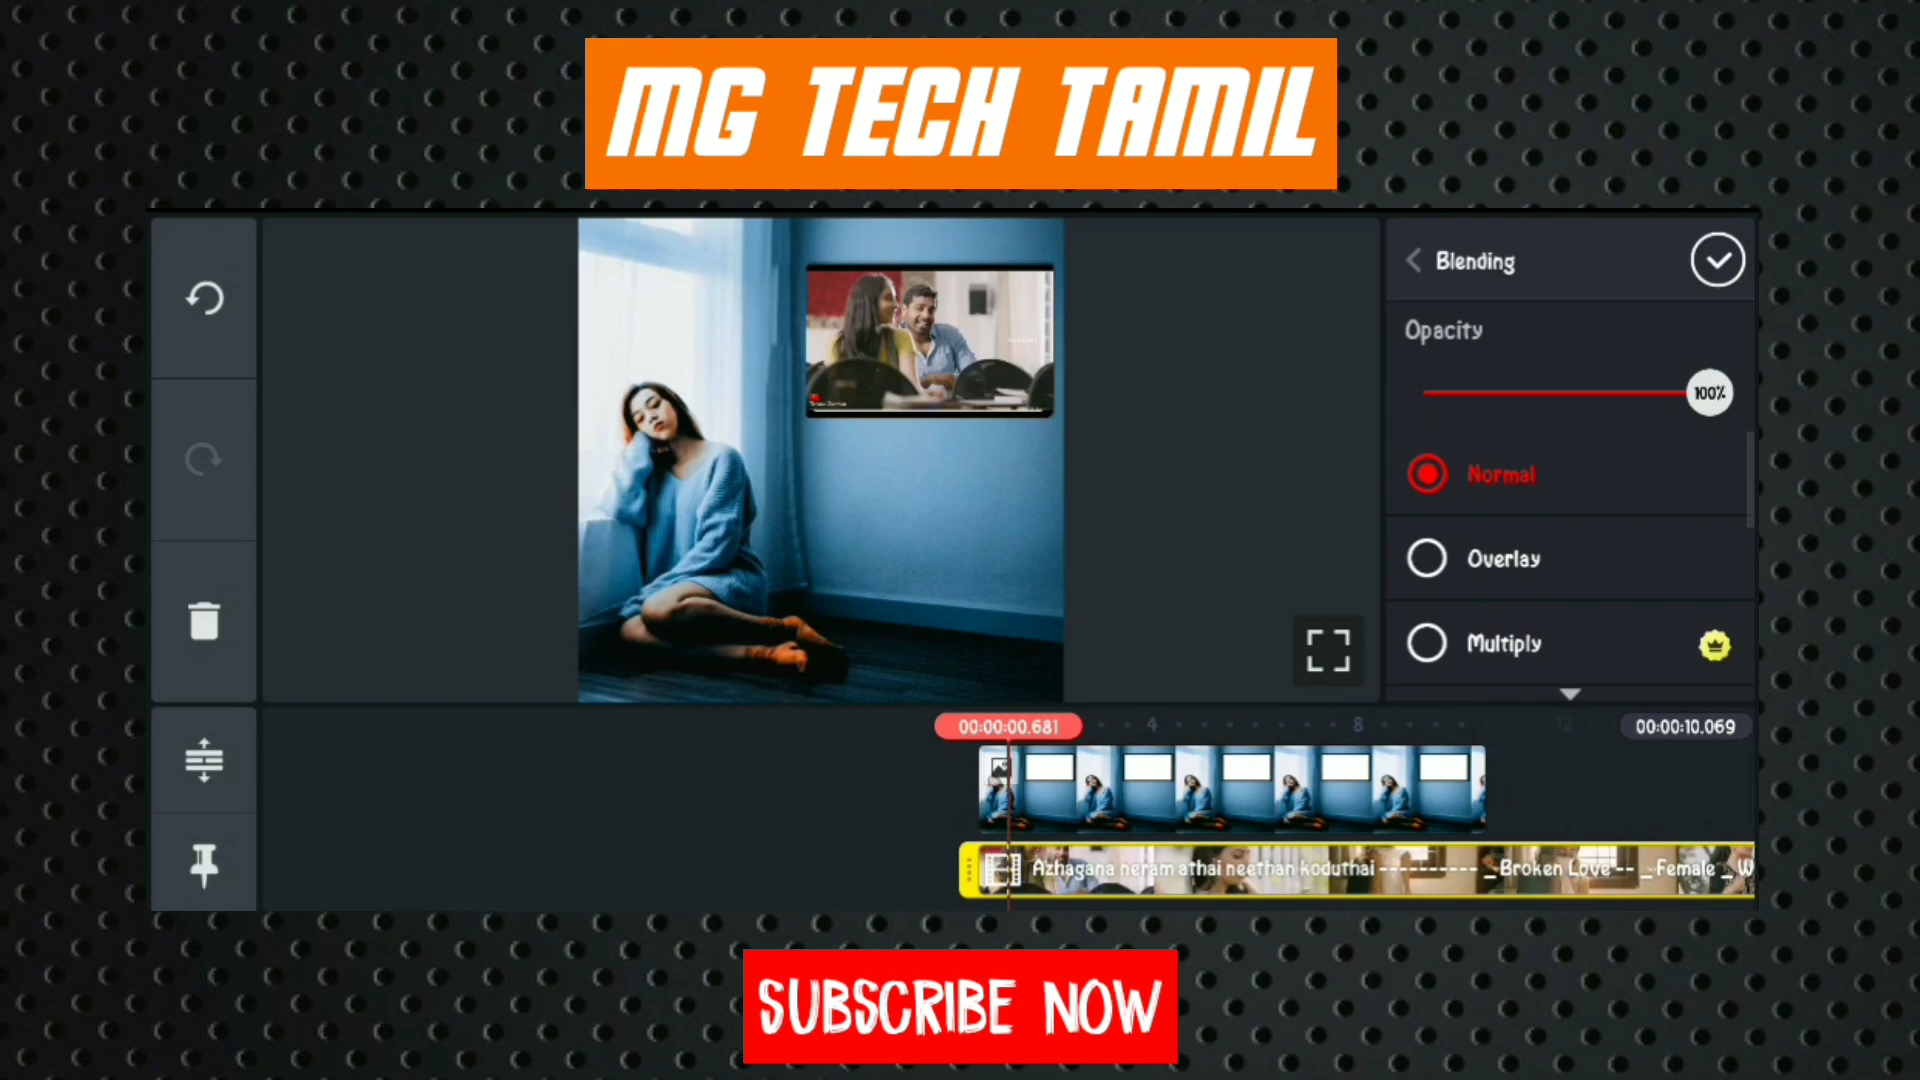 MG TECH TAMIL
Blending
Opacity
100%
Normal
Overlay
Multiply
00:00:00.681
4
8
12
00:00:10.069
Azhagana neram athai neethan koduthai ---------- _Broken Love-- _Female _W
SUBSCRIBE NOW